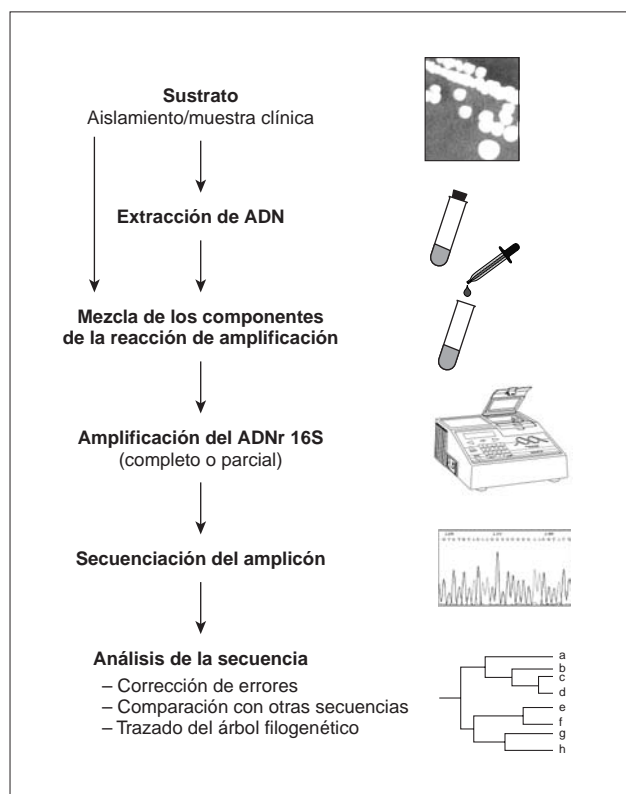 Sustrato
Aislamiento/muestra clínica
Extracción de ADN
Mezcla de los componentes
de la reacción de amplificación
Amplificación del ADNr 16S
(completo o parcial)
Secuenciación del amplicón
Análisis de la secuencia
– Corrección de errores
– Comparación con otras secuencias
– Trazado del árbol filogenético
a
b
c
d
e
f
g
h